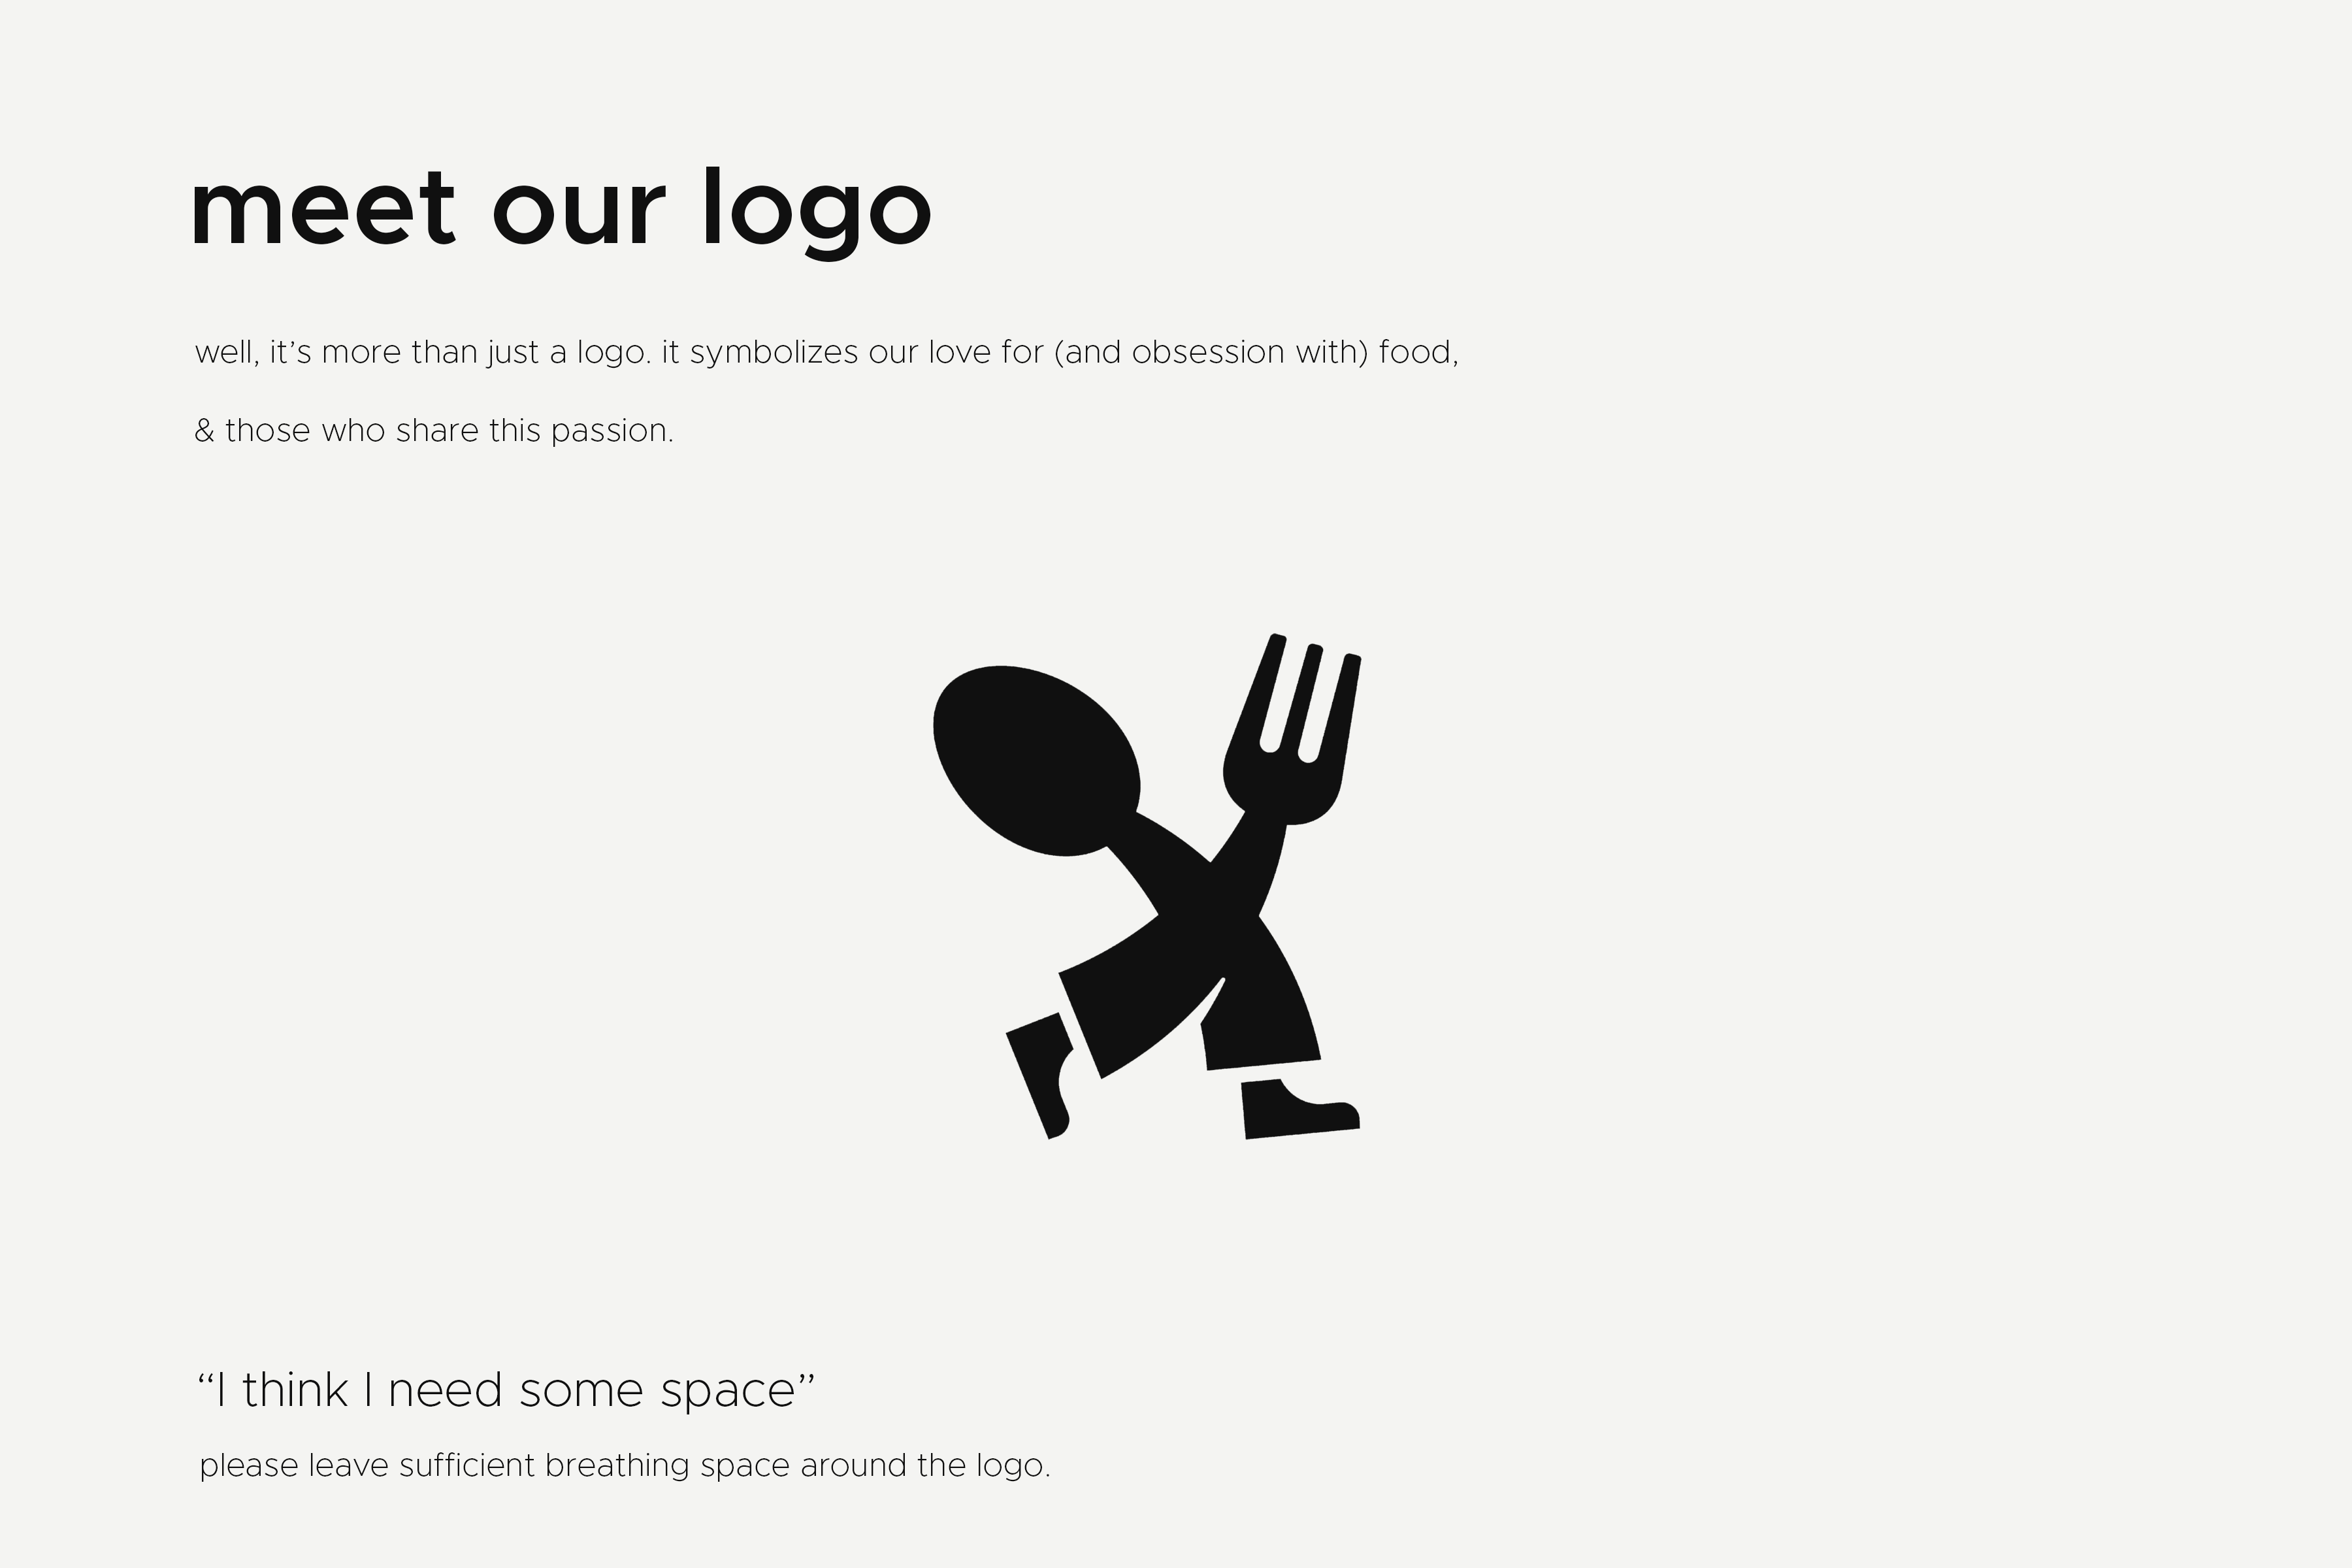 meet our logo
well, it’s more than just a logo. it symbolizes our love for (and obsession with) food,
& those who share this passion.
“I think I need some space”
please leave sufficient breathing space around the logo.